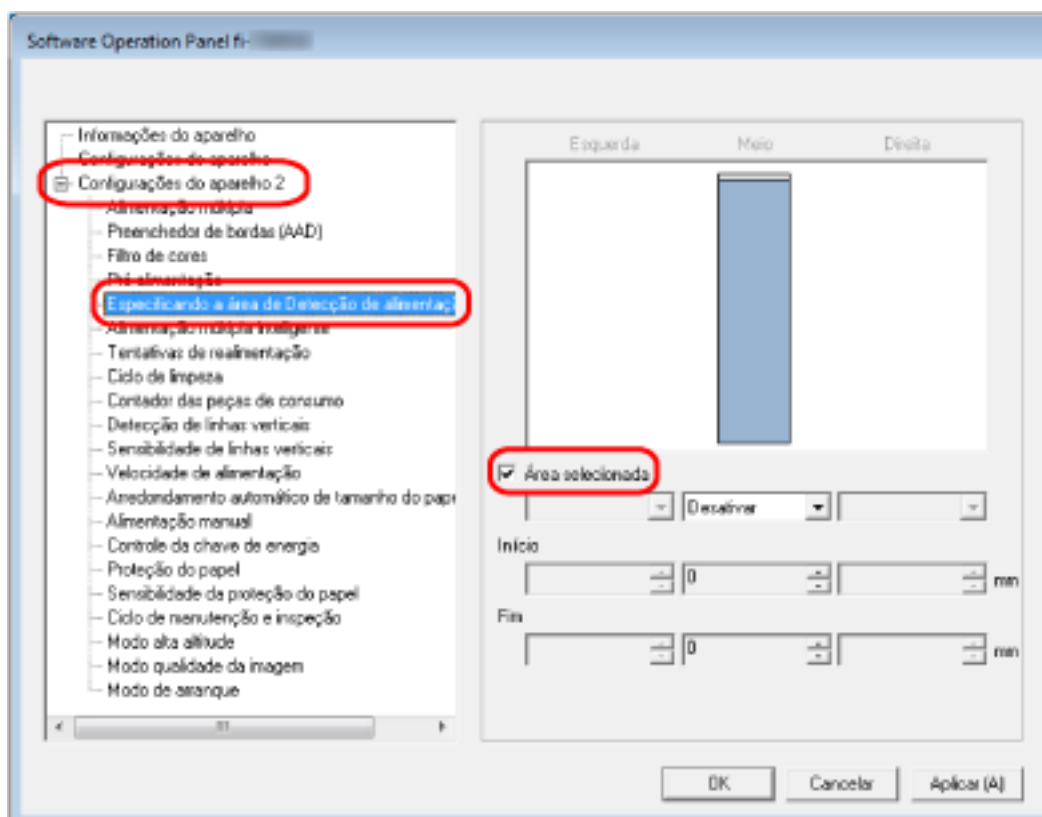 Software Operation Panel fi-
Informações do aparelho
Configurações do aparelho
Configurações do aparelho 2
Alimentação múltipla
Preenchedor de bordas (AAD)
Filtro de cores
Pré-alimentação
Especificando a área de Detecção de alimentaçã
Alimentação múltipla inteligente
Tentativas de realimentação
Ciclo de limpeza
Contador das peças de consumo
Detecção de linhas verticais
Sensibilidade de linhas verticais
Velocidade de alimentação
Arredondamento automático de tamanho do pape
Alimentação manual
Controle da chave de energia
Proteção do papel
Sensibilidade da proteção do papel
Ciclo de manutenção e inspeção
Modo alta altitude
Modo qualidade da imagem
Modo de arranque
Esquerda Meio Direita
Área selecionada
Desativar
Início
0 mm
Fim
0 mm
OK Cancelar Aplicar (A)